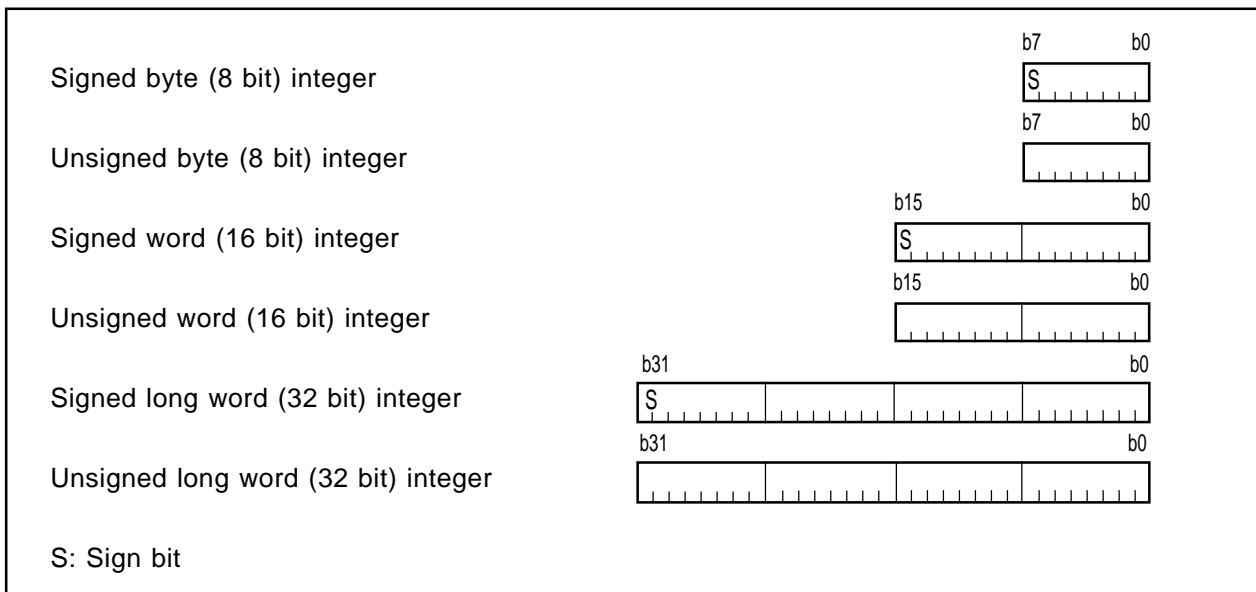 b7 b0
Signed byte (8 bit) integer
S
b7 b0
Unsigned byte (8 bit) integer
b15 b0
Signed word (16 bit) integer
S
b15 b0
Unsigned word (16 bit) integer
b31 b0
Signed long word (32 bit) integer
S
b31 b0
Unsigned long word (32 bit) integer
S: Sign bit